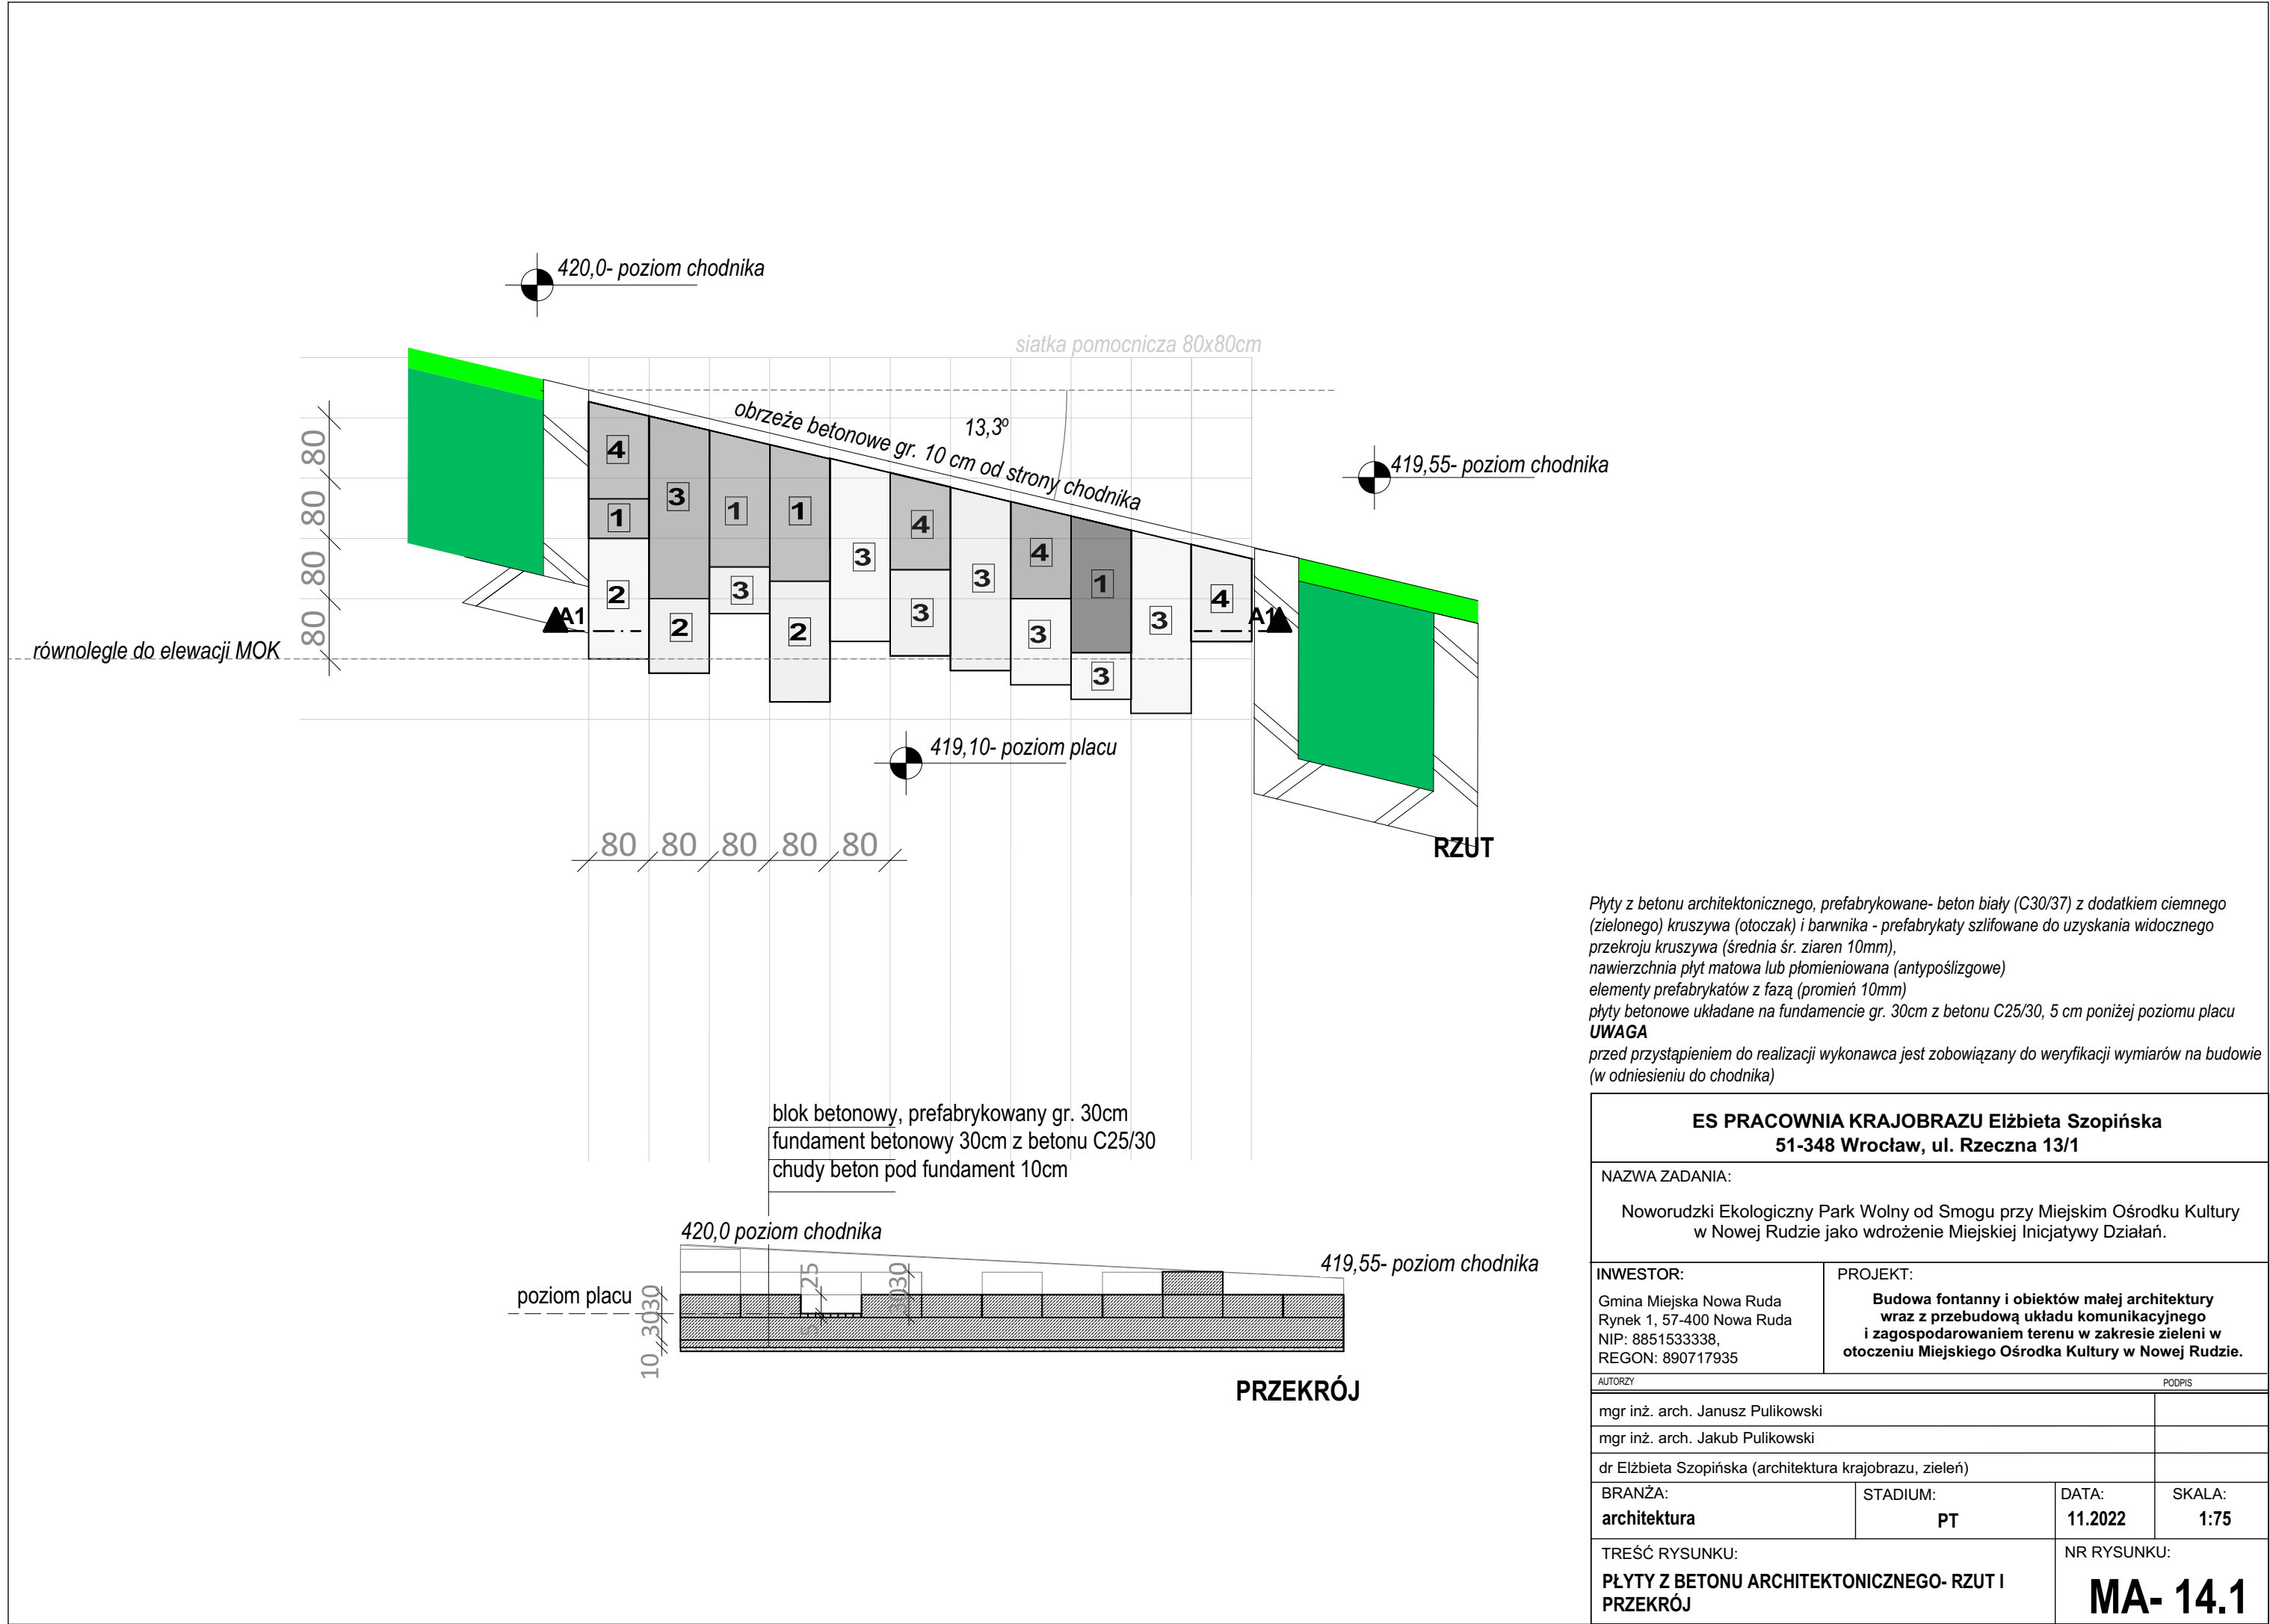 420,0- poziom chodnika
siatka pomocnicza 80x80cm
obrzeże betonowe gr. 10 cm od strony chodnika
13,3º
419,55- poziom chodnika
80
80
80
80
4
3
1
1
1
3
4
3
4
1
3
4
2
2
3
2
3
3
3
A1
A1
równolegle do elewacji MOK
419,10- poziom placu
80 80 80 80 80
RZUT
Płyty z betonu architektonicznego, prefabrykowane- beton biały (C30/37) z dodatkiem ciemnego
(zielonego) kruszywa (otoczak) i barwnika - prefabrykaty szlifowane do uzyskania widocznego
przekroju kruszywa (średnia śr. ziaren 10mm),
nawierzchnia płyt matowa lub płomieniowana (antypoślizgowe)
elementy prefabrykatów z fazą (promień 10mm)
płyty betonowe układane na fundamencie gr. 30cm z betonu C25/30, 5 cm poniżej poziomu placu
UWAGA
przed przystąpieniem do realizacji wykonawca jest zobowiązany do weryfikacji wymiarów na budowie
(w odniesieniu do chodnika)
blok betonowy, prefabrykowany gr. 30cm
fundament betonowy 30cm z betonu C25/30
chudy beton pod fundament 10cm
420,0 poziom chodnika
419,55- poziom chodnika
poziom placu
10 3030
25
5
3030
PRZEKRÓJ
ES PRACOWNIA KRAJOBRAZU Elżbieta Szopińska
51-348 Wrocław, ul. Rzeczna 13/1
NAZWA ZADANIA:
Noworudzki Ekologiczny Park Wolny od Smogu przy Miejskim Ośrodku Kultury
w Nowej Rudzie jako wdrożenie Miejskiej Inicjatywy Działań.
INWESTOR:
Gmina Miejska Nowa Ruda
Rynek 1, 57-400 Nowa Ruda
NIP: 8851533338,
REGON: 890717935
PROJEKT:
Budowa fontanny i obiektów małej architektury
wraz z przebudową układu komunikacyjnego
i zagospodarowaniem terenu w zakresie zieleni w
otoczeniu Miejskiego Ośrodka Kultury w Nowej Rudzie.
AUTORZY
PODPIS
mgr inż. arch. Janusz Pulikowski
mgr inż. arch. Jakub Pulikowski
dr Elżbieta Szopińska (architektura krajobrazu, zieleń)
BRANŻA:
architektura
STADIUM:
PT
DATA:
11.2022
SKALA:
1:75
TREŚĆ RYSUNKU:
PŁYTY Z BETONU ARCHITEKTONICZNEGO- RZUT I
PRZEKRÓJ
NR RYSUNKU:
MA- 14.1